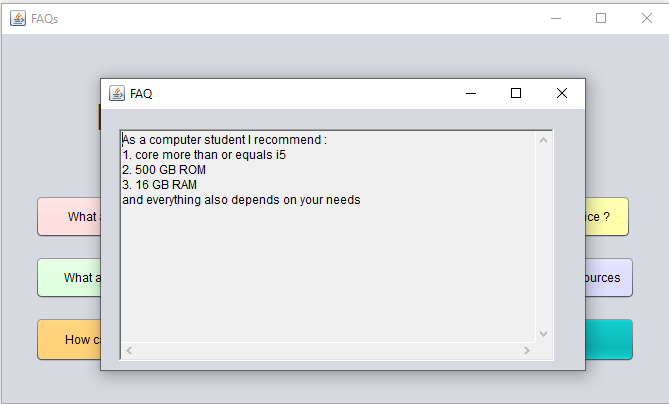 FAQs
FAQ
As a computer student I recommend :
1. core more than or equals i5
2. 500 GB ROM
3. 16 GB RAM
and everything also depends on your needs
What
ice ?
What a
ources
How ca